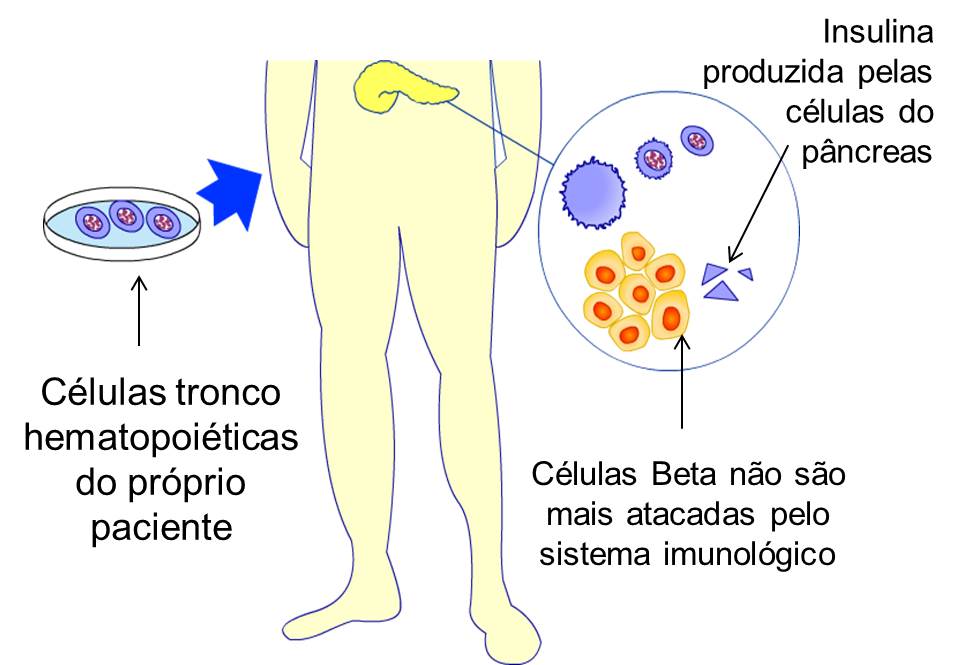 Insulina
produzida pelas
células do
pâncreas
Células tronco
hematopoiéticas
do próprio
paciente
Células Beta não são
mais atacadas pelo
sistema imunológico